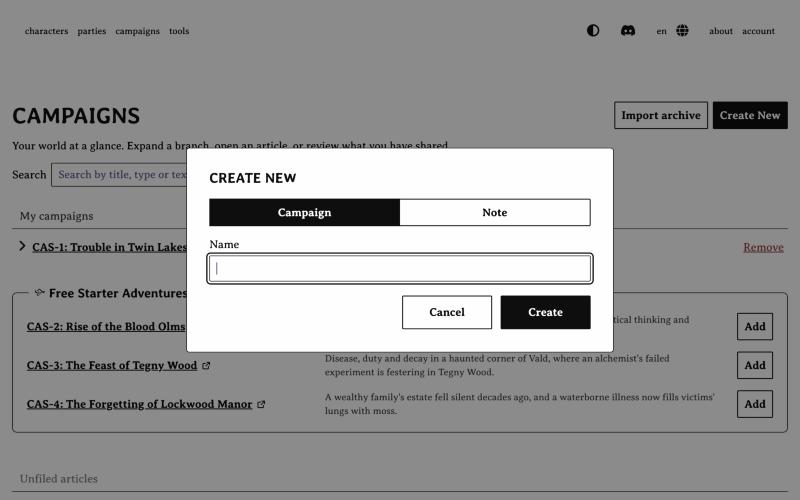 characters parties campaigns tools en about account
CAMPAIGNS
Import archive Create New
Your world at a glance. Expand a branch, open an article, or review what you have shared
Search Search by title, type or tex
My campaigns
CAS-1: Trouble in Twin Lakes Remove
CREATE NEW
Campaign Note
Name
Cancel Create
Free Starter Adventures
CAS-2: Rise of the Blood Olms tical thinking and Add
CAS-3: The Feast of Tegny Wood Disease, duty and decay in a haunted corner of Vald, where an alchemist's failed
experiment is festering in Tegny Wood. Add
CAS-4: The Forgetting of Lockwood Manor A wealthy family's estate fell silent decades ago, and a waterborne illness now fills victims'
lungs with moss. Add
Unfiled articles